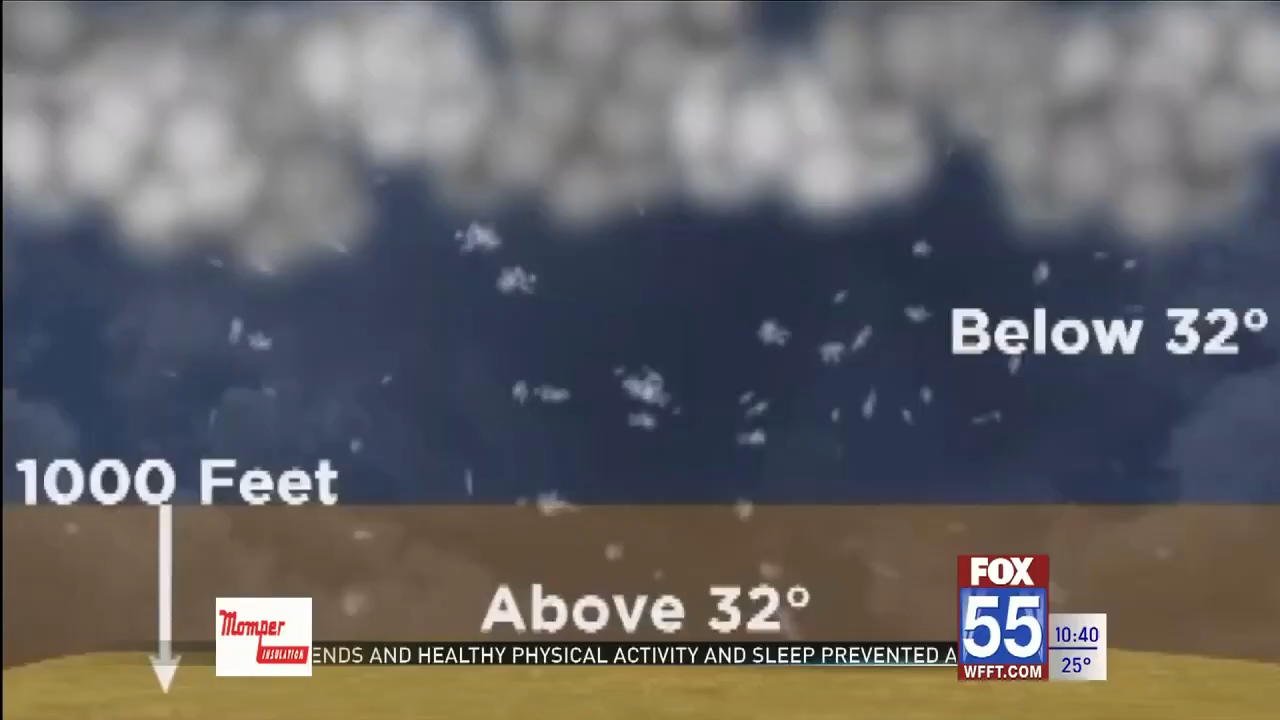 Below 32°
1000 Feet
Above 32°
Momper
INSULATION
ENDS AND HEALTHY PHYSICAL ACTIVITY AND SLEEP PREVENTED A
FOX
55
WFFT.COM
10:40
25°